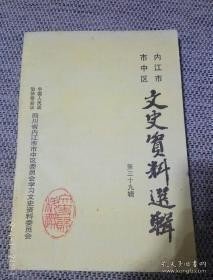 内江市
市中区
文史資料選輯
第三十九辑
中国人民政治协商会议
四川省内江市市中区委员会学习文史资料委员会